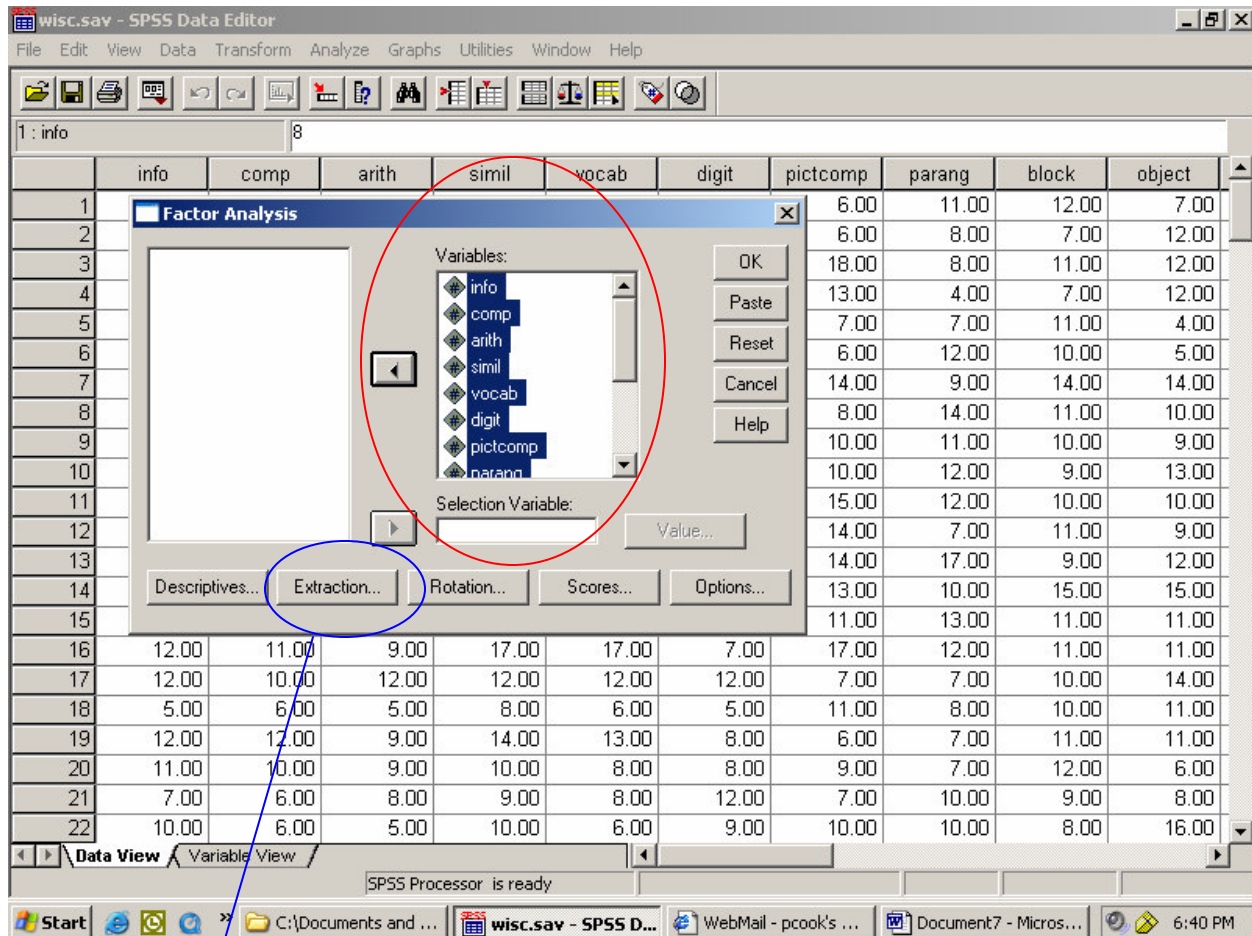 wisc.sav - SPSS Data Editor
File Edit View Data Transform Analyze Graphs Utilities Window Help
1 : info 8
info comp arith simil vocab digit pictcomp parang block object
1 6.00 11.00 12.00 7.00
2 6.00 8.00 7.00 12.00
3 18.00 8.00 11.00 12.00
4 13.00 4.00 7.00 12.00
5 7.00 7.00 11.00 4.00
6 6.00 12.00 10.00 5.00
7 14.00 9.00 14.00 14.00
8 8.00 14.00 11.00 10.00
9 10.00 11.00 10.00 9.00
10 10.00 12.00 9.00 13.00
11 15.00 12.00 10.00 10.00
12 14.00 7.00 11.00 9.00
13 14.00 17.00 9.00 12.00
14 13.00 10.00 15.00 15.00
15 11.00 13.00 11.00 11.00
Factor Analysis
Variables:
info
comp
arith
simil
vocab
digit
pictcomp
parang
OK
Paste
Reset
Cancel
Help
Selection Variable:
Value...
Descriptives... Extraction... Rotation... Scores... Options...
16 12.00 11.00 9.00 17.00 17.00 7.00 17.00 12.00 11.00 11.00
17 12.00 10.00 12.00 12.00 12.00 12.00 7.00 7.00 10.00 14.00
18 5.00 6.00 5.00 8.00 6.00 5.00 11.00 8.00 10.00 11.00
19 12.00 12.00 9.00 14.00 13.00 8.00 6.00 7.00 11.00 11.00
20 11.00 10.00 9.00 10.00 8.00 8.00 9.00 7.00 12.00 6.00
21 7.00 6.00 8.00 9.00 8.00 12.00 7.00 10.00 9.00 8.00
22 10.00 6.00 5.00 10.00 6.00 9.00 10.00 10.00 8.00 16.00
Data View Variable View
SPSS Processor is ready
Start » C:\Documents and ... wisc.sav - SPSS D... WebMail - pcook's ... Document7 - Micros... 6:40 PM